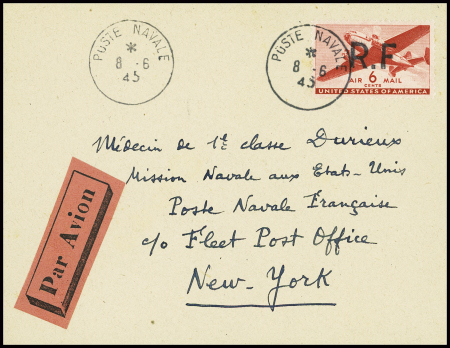 POSTE NAVALE
*
8 -6
45
POSTE NAVALE
*
8 -6
45
R.F
AIR 6 MAIL
CENTS
UNITED STATES OF AMERICA
Médecin de 1è classe Durieux
Mission Navale aux Etats-Unis
Poste Navale Française
c/o Fleet Post Office
New-York
Par Avion